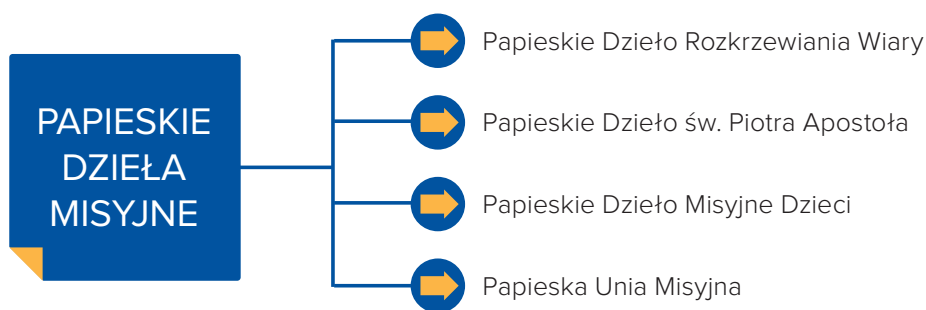 PAPIESKIE
DZIEŁA
MISYJNE
Papieskie Dzieło Rozkrzewiania Wiary
Papieskie Dzieło św. Piotra Apostoła
Papieskie Dzieło Misyjne Dzieci
Papieska Unia Misyjna